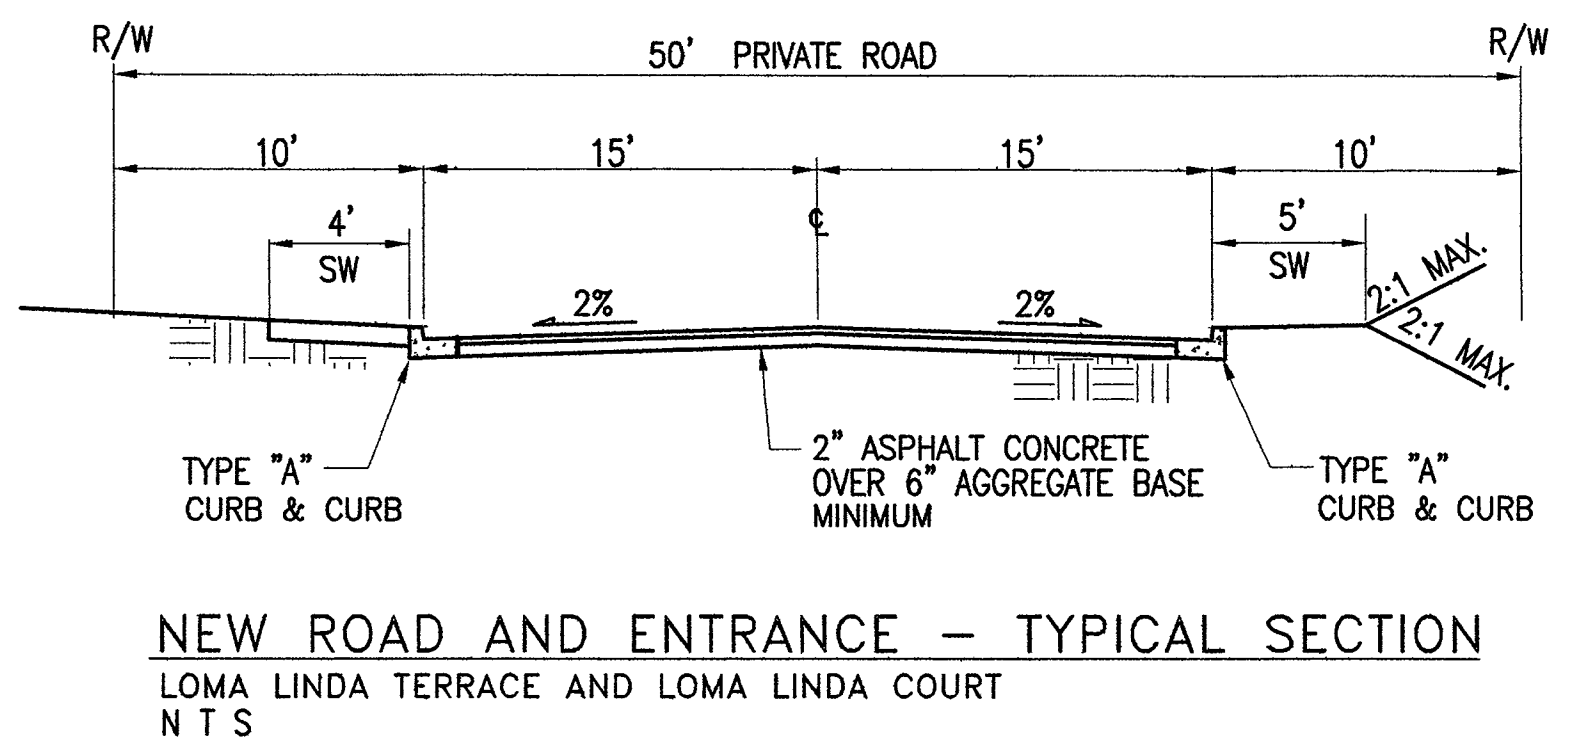 R/W
R/W
50' PRIVATE ROAD
10'
15'
15'
10'
4'
SW
℄
5'
SW
2:1 MAX.
2:1 MAX.
2%
2%
TYPE "A"
CURB & CURB
2" ASPHALT CONCRETE
OVER 6" AGGREGATE BASE
MINIMUM
TYPE "A"
CURB & CURB
NEW ROAD AND ENTRANCE - TYPICAL SECTION
LOMA LINDA TERRACE AND LOMA LINDA COURT
N T S